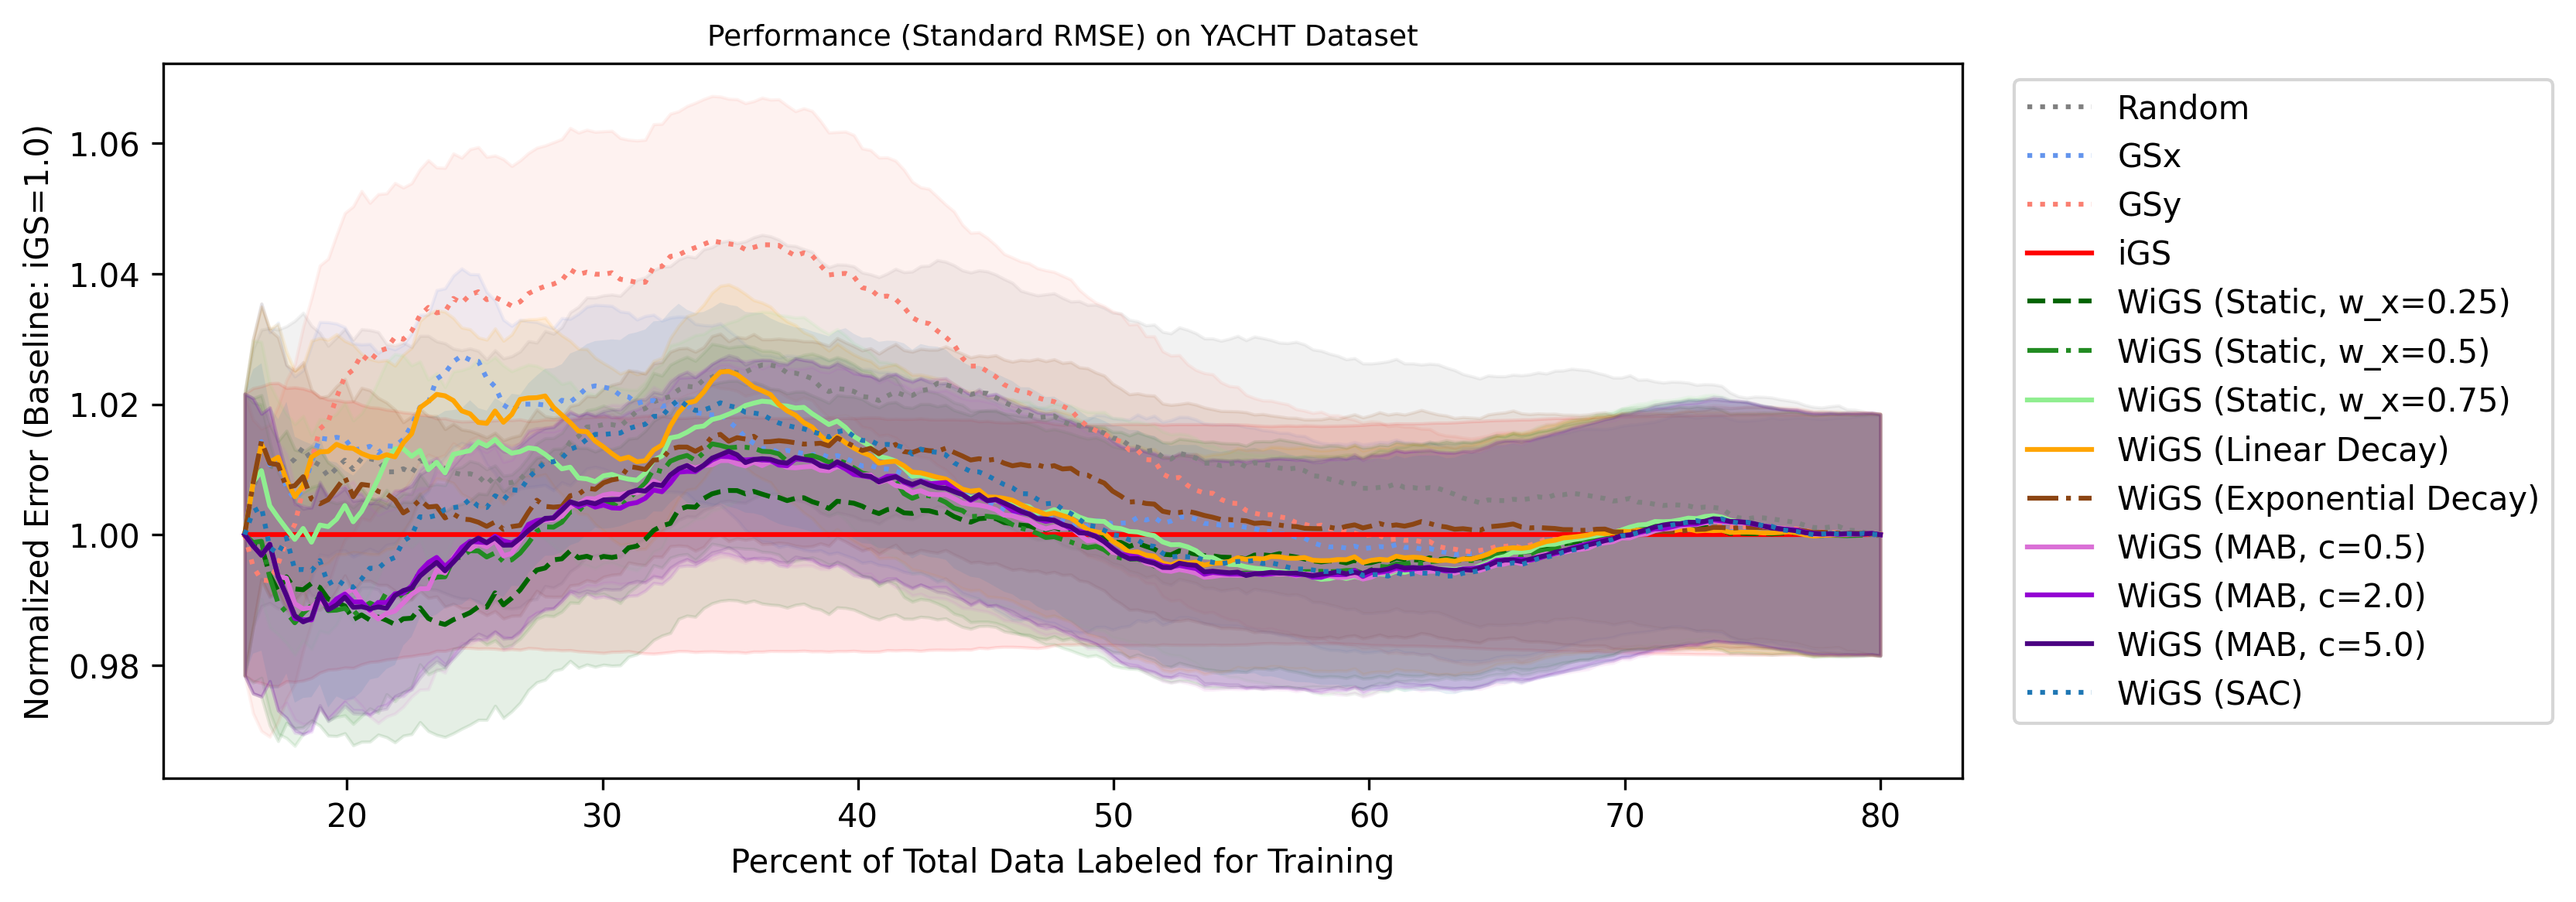 Performance (Standard RMSE) on YACHT Dataset
Normalized Error (Baseline: iGS=1.0)
1.06
1.04
1.02
1.00
0.98
20 30 40 50 60 70 80
Percent of Total Data Labeled for Training
Random
GSx
GSy
iGS
WiGS (Static, w_x=0.25)
WiGS (Static, w_x=0.5)
WiGS (Static, w_x=0.75)
WiGS (Linear Decay)
WiGS (Exponential Decay)
WiGS (MAB, c=0.5)
WiGS (MAB, c=2.0)
WiGS (MAB, c=5.0)
WiGS (SAC)